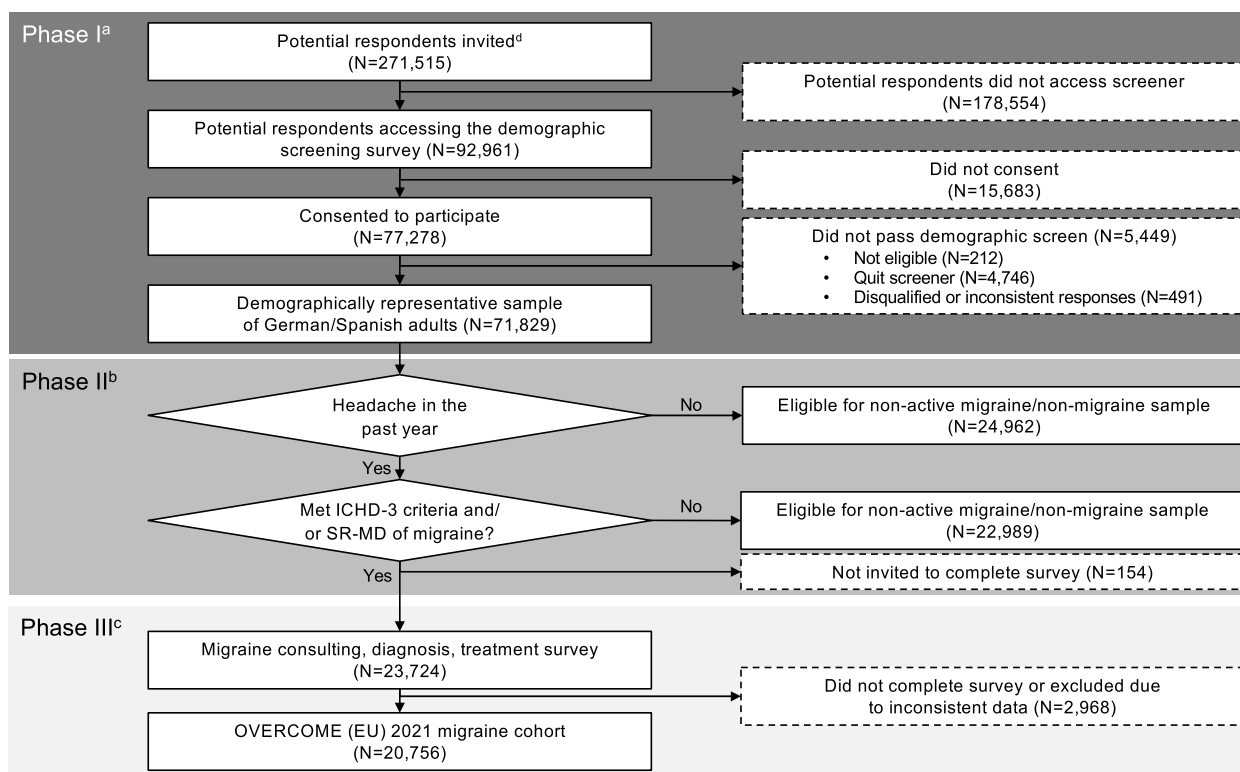 Phase Iᵃ
Potential respondents invitedᵈ
(N=271,515)
Potential respondents did not access screener
(N=178,554)
Potential respondents accessing the demographic
screening survey (N=92,961)
Did not consent
(N=15,683)
Consented to participate
(N=77,278)
Did not pass demographic screen (N=5,449)
• Not eligible (N=212)
• Quit screener (N=4,746)
• Disqualified or inconsistent responses (N=491)
Demographically representative sample
of German/Spanish adults (N=71,829)
Phase IIᵇ
Headache in the
past year
No
Eligible for non-active migraine/non-migraine sample
(N=24,962)
Yes
Met ICHD-3 criteria and/
or SR-MD of migraine?
No
Eligible for non-active migraine/non-migraine sample
(N=22,989)
Yes
Not invited to complete survey (N=154)
Phase IIIᶜ
Migraine consulting, diagnosis, treatment survey
(N=23,724)
Did not complete survey or excluded due
to inconsistent data (N=2,968)
OVERCOME (EU) 2021 migraine cohort
(N=20,756)